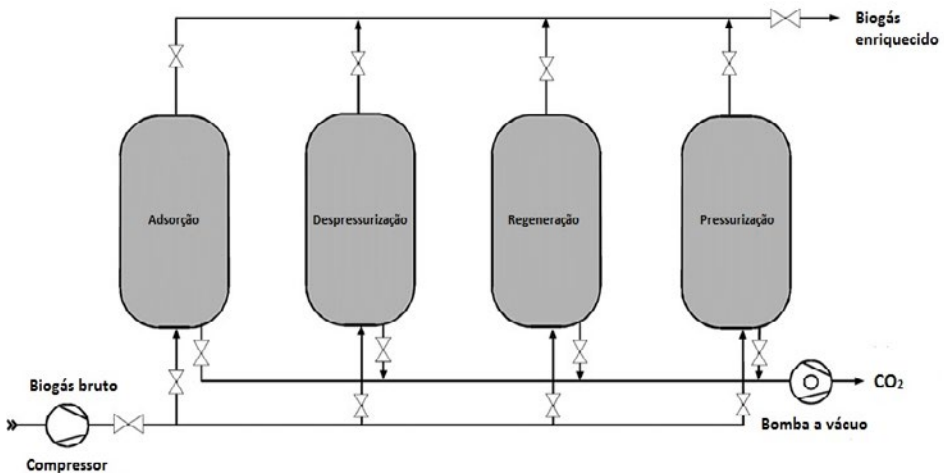 Biogás
enriquecido
Adsorção
Despressurização
Regeneração
Pressurização
Biogás bruto
CO₂
Bomba a vácuo
Compressor